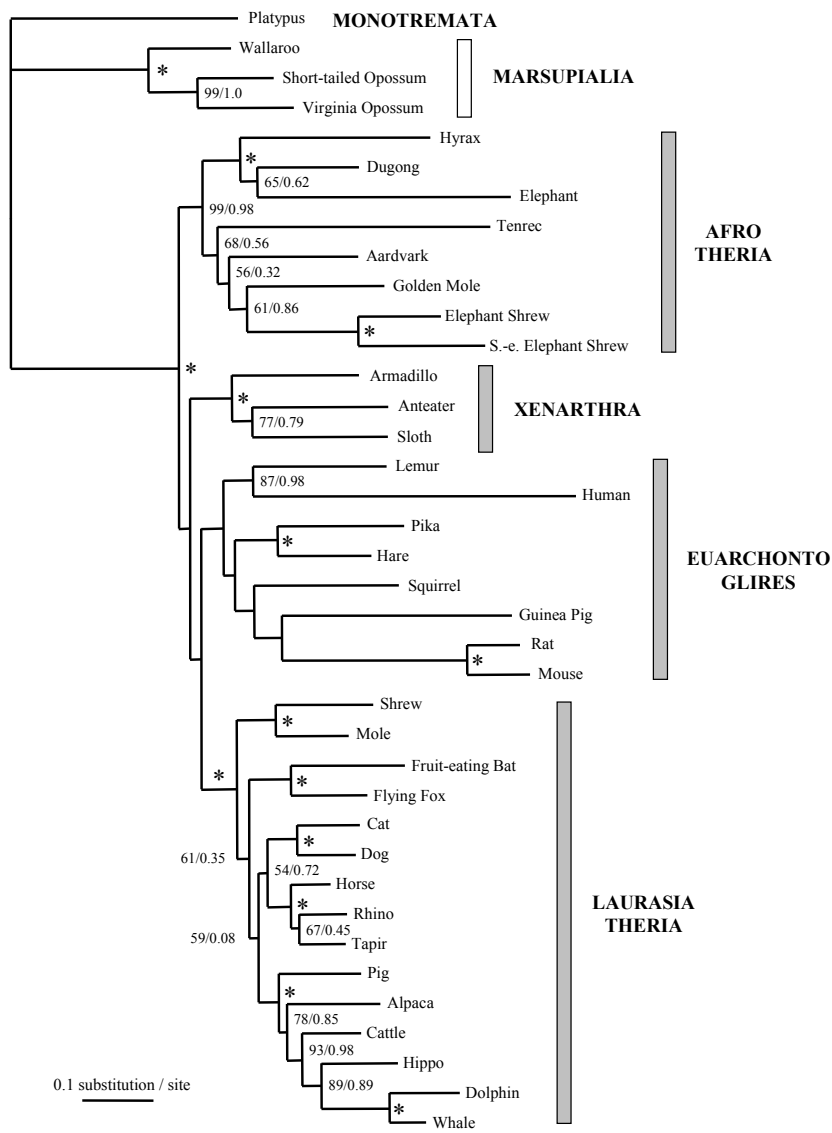 Platypus
MONOTREMATA
Wallaroo
*
Short-tailed Opossum
99/1.0
Virginia Opossum
MARSUPIALIA
Hyrax
*
Dugong
65/0.62
Elephant
99/0.98
Tenrec
68/0.56
Aardvark
56/0.32
Golden Mole
61/0.86
Elephant Shrew
*
S.-e. Elephant Shrew
AFRO
THERIA
*
Armadillo
*
Anteater
77/0.79
Sloth
XENARTHRA
Lemur
87/0.98
Human
Pika
*
Hare
Squirrel
Guinea Pig
Rat
*
Mouse
EUARCHONTO
GLIRES
Shrew
*
Mole
*
Fruit-eating Bat
*
Flying Fox
Cat
*
Dog
61/0.35
54/0.72
Horse
*
Rhino
67/0.45
Tapir
59/0.08
Pig
*
Alpaca
78/0.85
Cattle
93/0.98
Hippo
89/0.89
Dolphin
*
Whale
LAURASIA
THERIA
0.1 substitution / site